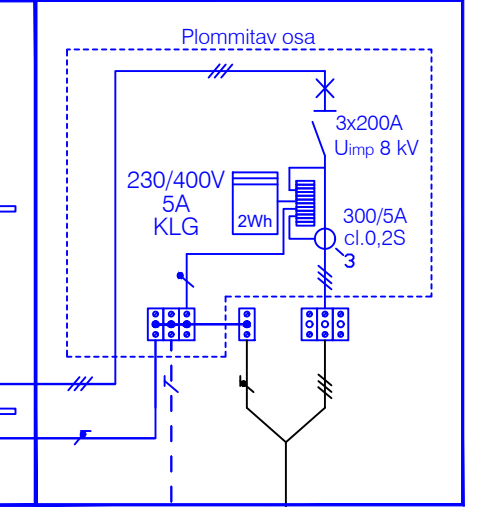 Plommitav osa
3x200A
Uimp 8 kV
230/400V
5A
KLG
2Wh
300/5A
cl.0,2S
3